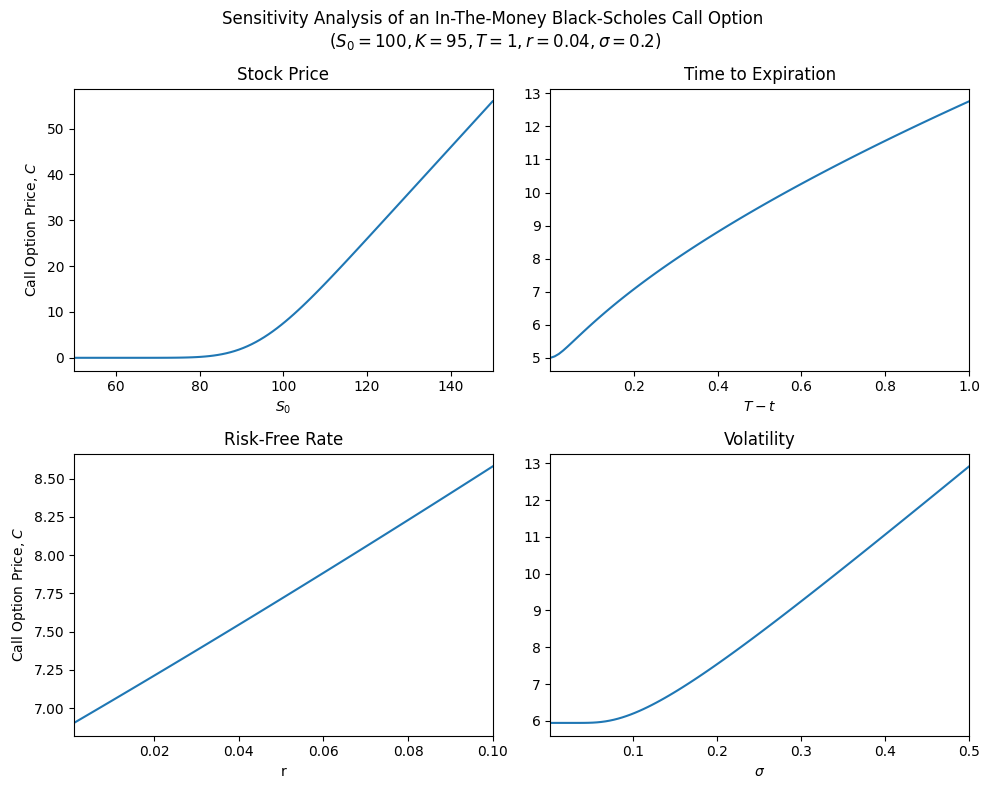 Sensitivity Analysis of an In-The-Money Black-Scholes Call Option
(S₀ = 100, K = 95, T = 1, r = 0.04, σ = 0.2)
Stock Price
Call Option Price, C
50
40
30
20
10
0
60 80 100 120 140
S₀
Time to Expiration
13
12
11
10
9
8
7
6
5
0.2 0.4 0.6 0.8 1.0
T − t
Risk-Free Rate
Call Option Price, C
8.50
8.25
8.00
7.75
7.50
7.25
7.00
0.02 0.04 0.06 0.08 0.10
r
Volatility
13
12
11
10
9
8
7
6
0.1 0.2 0.3 0.4 0.5
σ